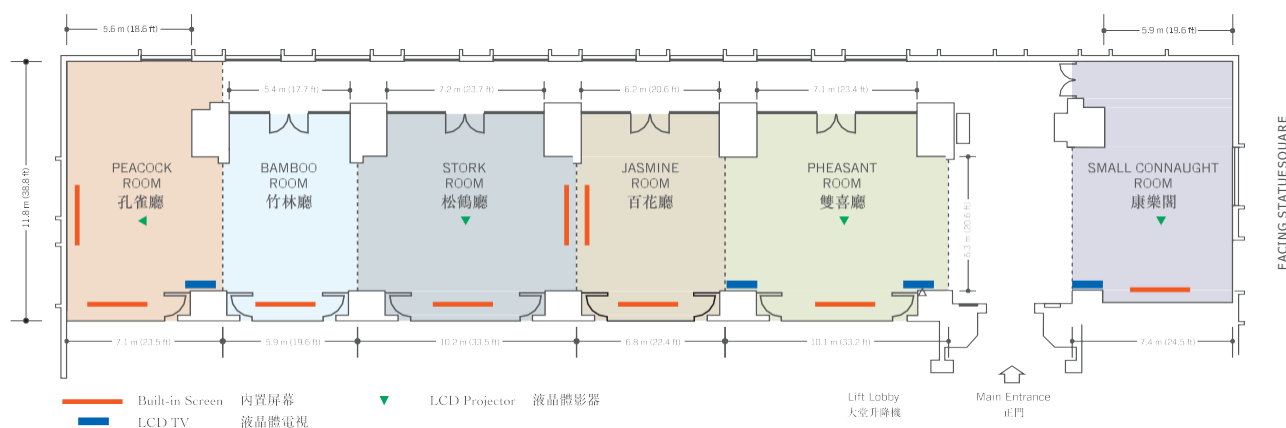 5.6 m (18.6 ft)
5.9 m (19.6 ft)
5.4 m (17.7 ft)
7.2 m (23.7 ft)
6.2 m (20.6 ft)
7.1 m (23.4 ft)
11.8 m (38.8 ft)
PEACOCK
ROOM
孔雀廳
BAMBOO
ROOM
竹林廳
STORK
ROOM
松鶴廳
JASMINE
ROOM
百花廳
PHEASANT
ROOM
雙喜廳
6.3 m (20.6 ft)
SMALL CONNAUGHT
ROOM
康樂閣
FACING STATUE SQUARE
7.1 m (23.5 ft)
5.9 m (19.6 ft)
10.2 m (33.5 ft)
6.8 m (22.4 ft)
10.1 m (33.2 ft)
7.4 m (24.5 ft)
Built-in Screen 內置屏幕
LCD Projector 液晶體影器
LCD TV 液晶體電視
Lift Lobby
大堂升降機
Main Entrance
正門